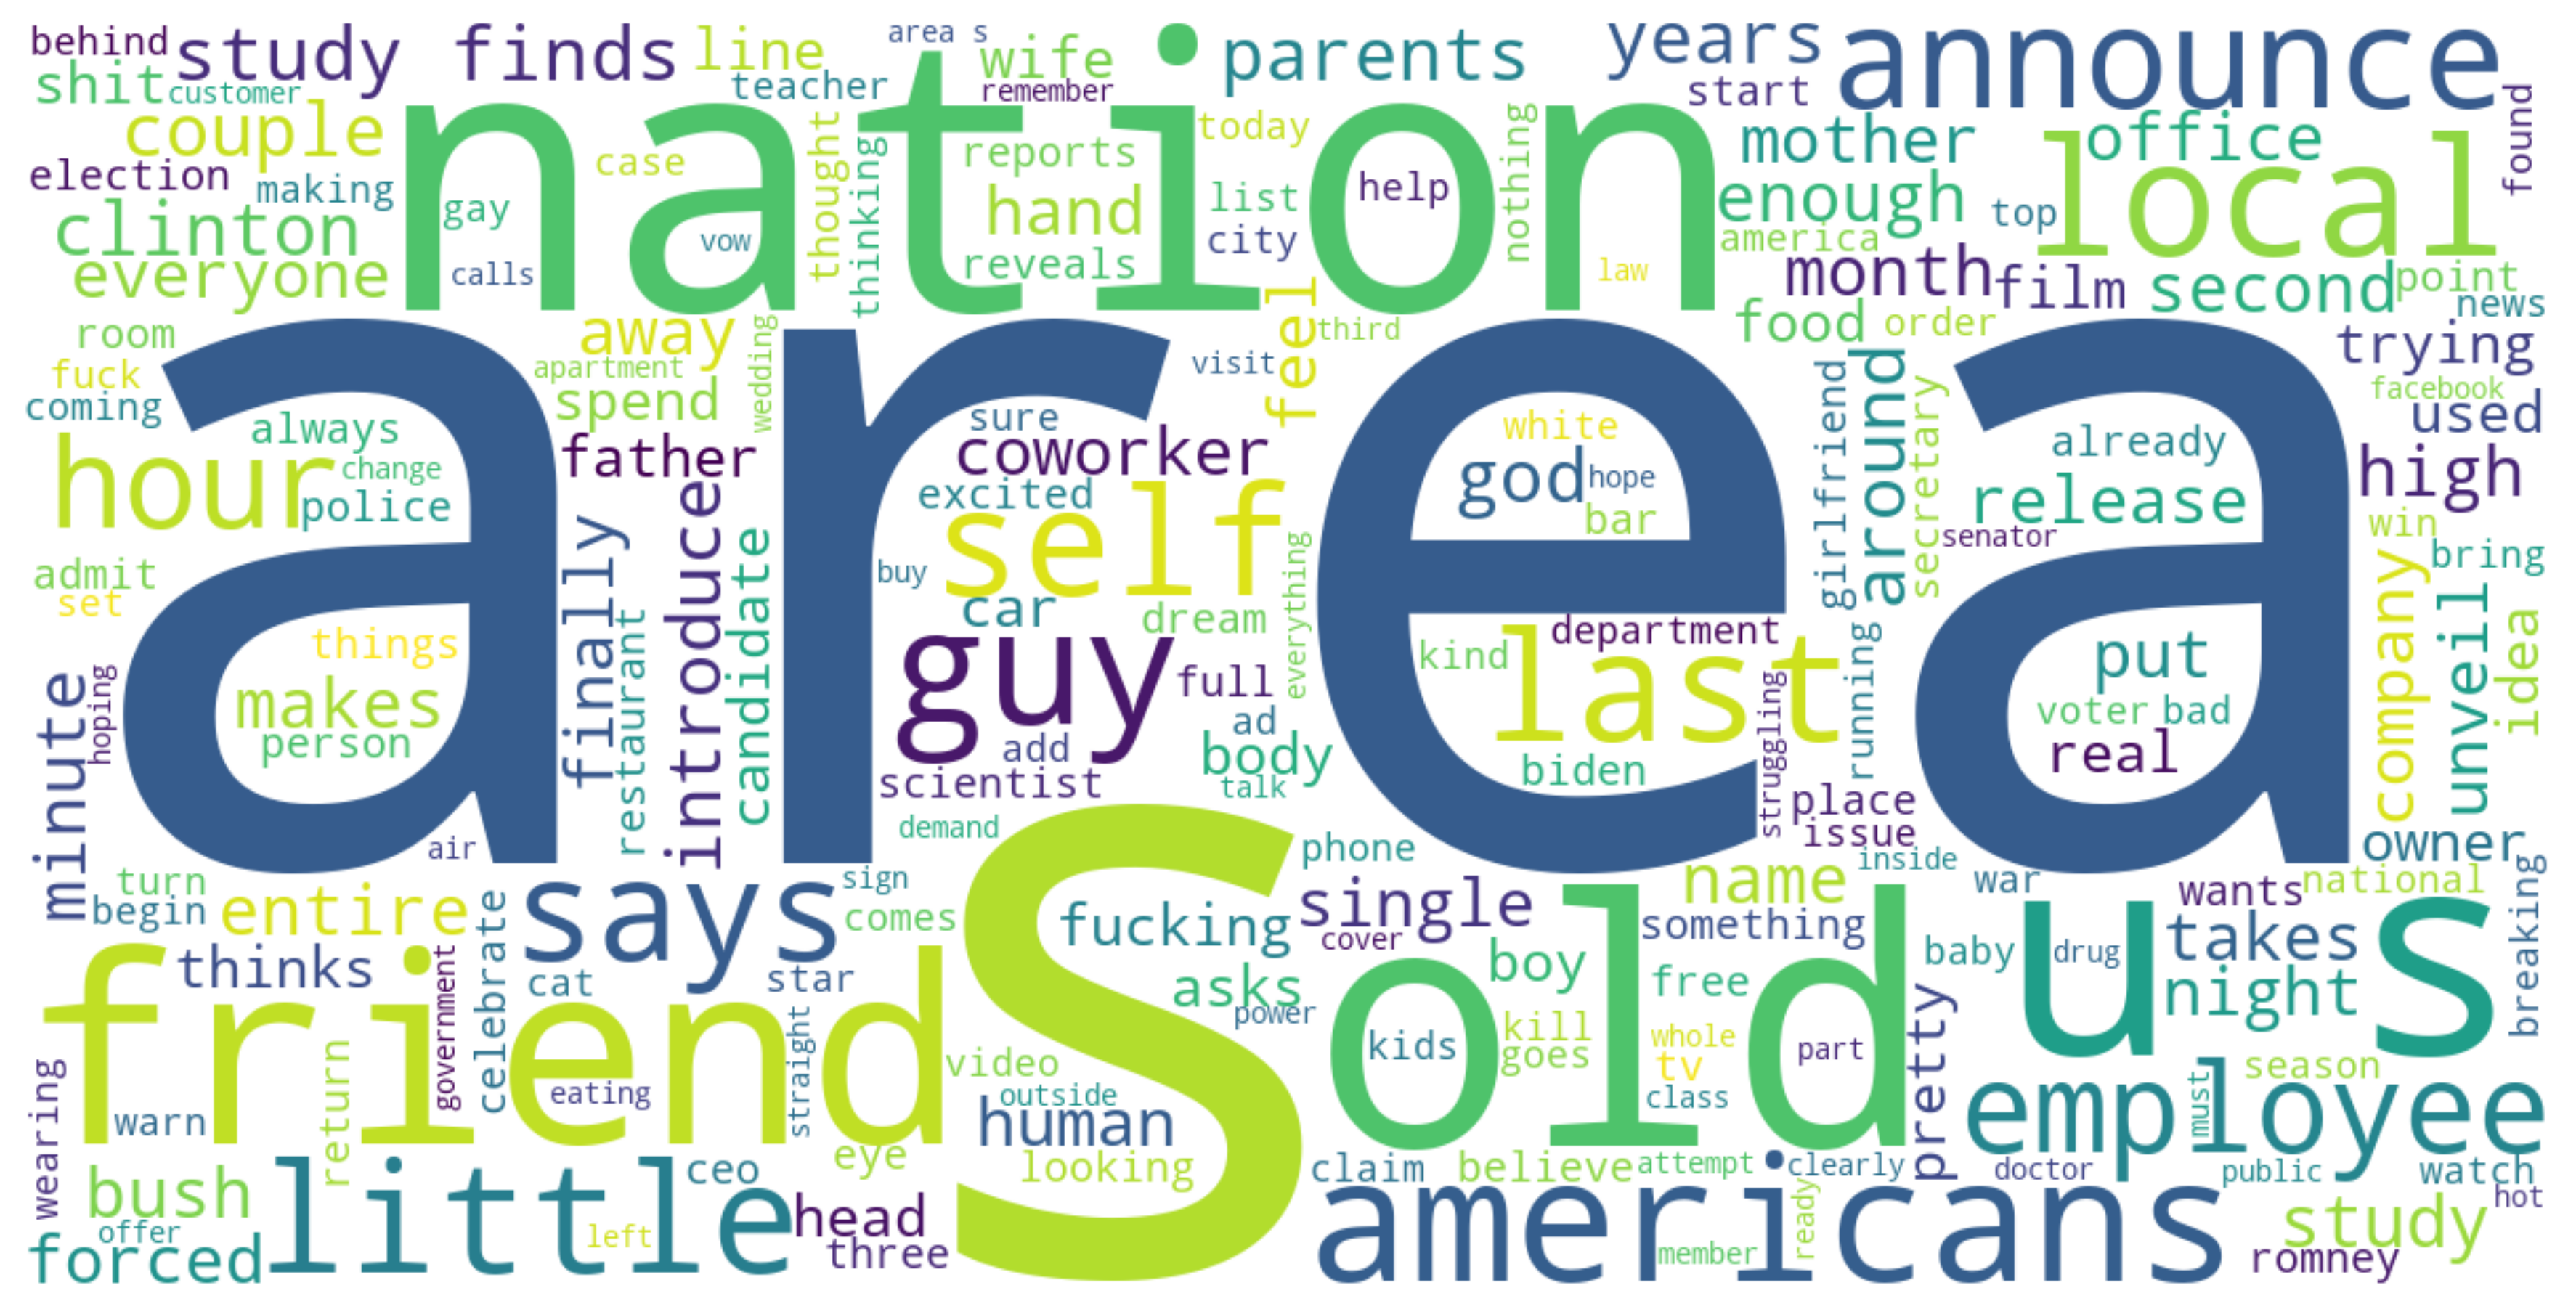 behind
study finds
line
area s
wife
parents
years
announce
shit
customer
teacher
remember
start
found
couple
nation
today
nothing
mother
office
local
election
making
case
thought
thinking
reports
help
enough
top
clinton
gay
vow
hand
list
city
america
everyone
calls
reveals
law
month
film
second
point
news
room
away
wedding
feel
third
food
order
trying
fuck
apartment
visit
girlfriend
around
secretary
facebook
coming
spend
area
sure
white
used
always
father
coworker
god
hope
already
high
hour
change
police
introduce
excited
bar
release
win
finally
candidate
self
everything
senator
company
bring
admit
set
buy
car
dream
department
unveil
idea
things
restaurant
guy
full
kind
last
running
put
minute
hoping
makes
person
ad
add
body
struggling
voter
bad
real
scientist
talk
biden
place
issue
air
demand
s
phone
inside
owner
breaking
turn
begin
entire
celebrate
says
sign
comes
fucking
single
cover
name
something
war
wants
national
friend
thinks
government
cat
star
straight
asks
power
boy
old
free
baby
us
drug
takes
night
pretty
wearing
warn
return
eating
video
outside
human
kids
kill
goes
whole
tv
class
part
employee
must
season
bush
offer
forced
little
ceo
left
eye
head
three
looking
claim
believe
attempt
clearly
ready
doctor
public
watch
hot
americans
member
study
romney